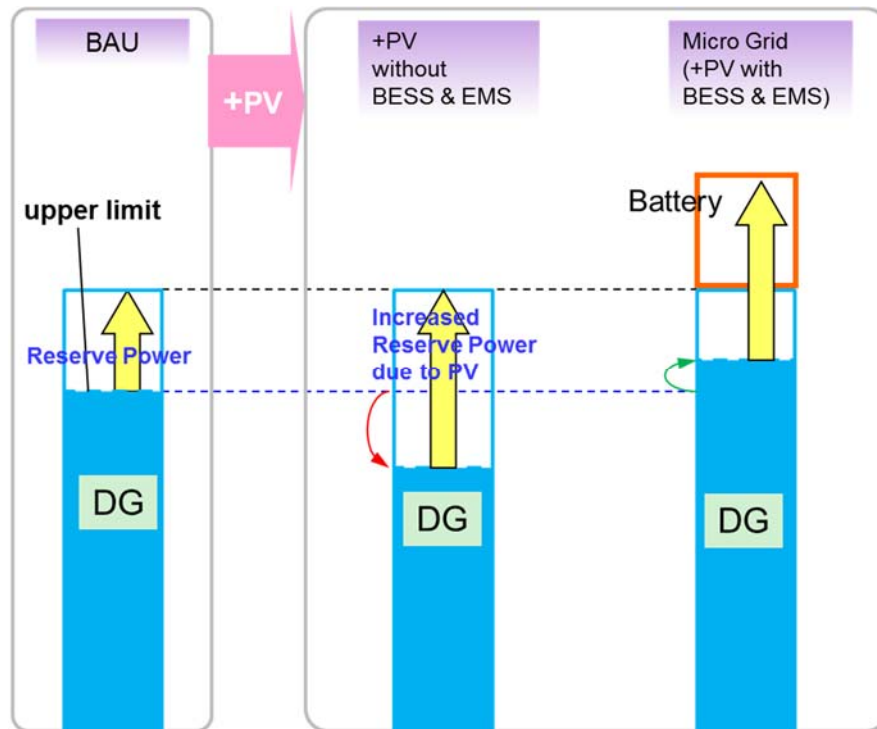 BAU
+PV
+PV
without
BESS & EMS
Micro Grid
(+PV with
BESS & EMS)
upper limit
Battery
Reserve Power
Increased
Reserve Power
due to PV
DG
DG
DG